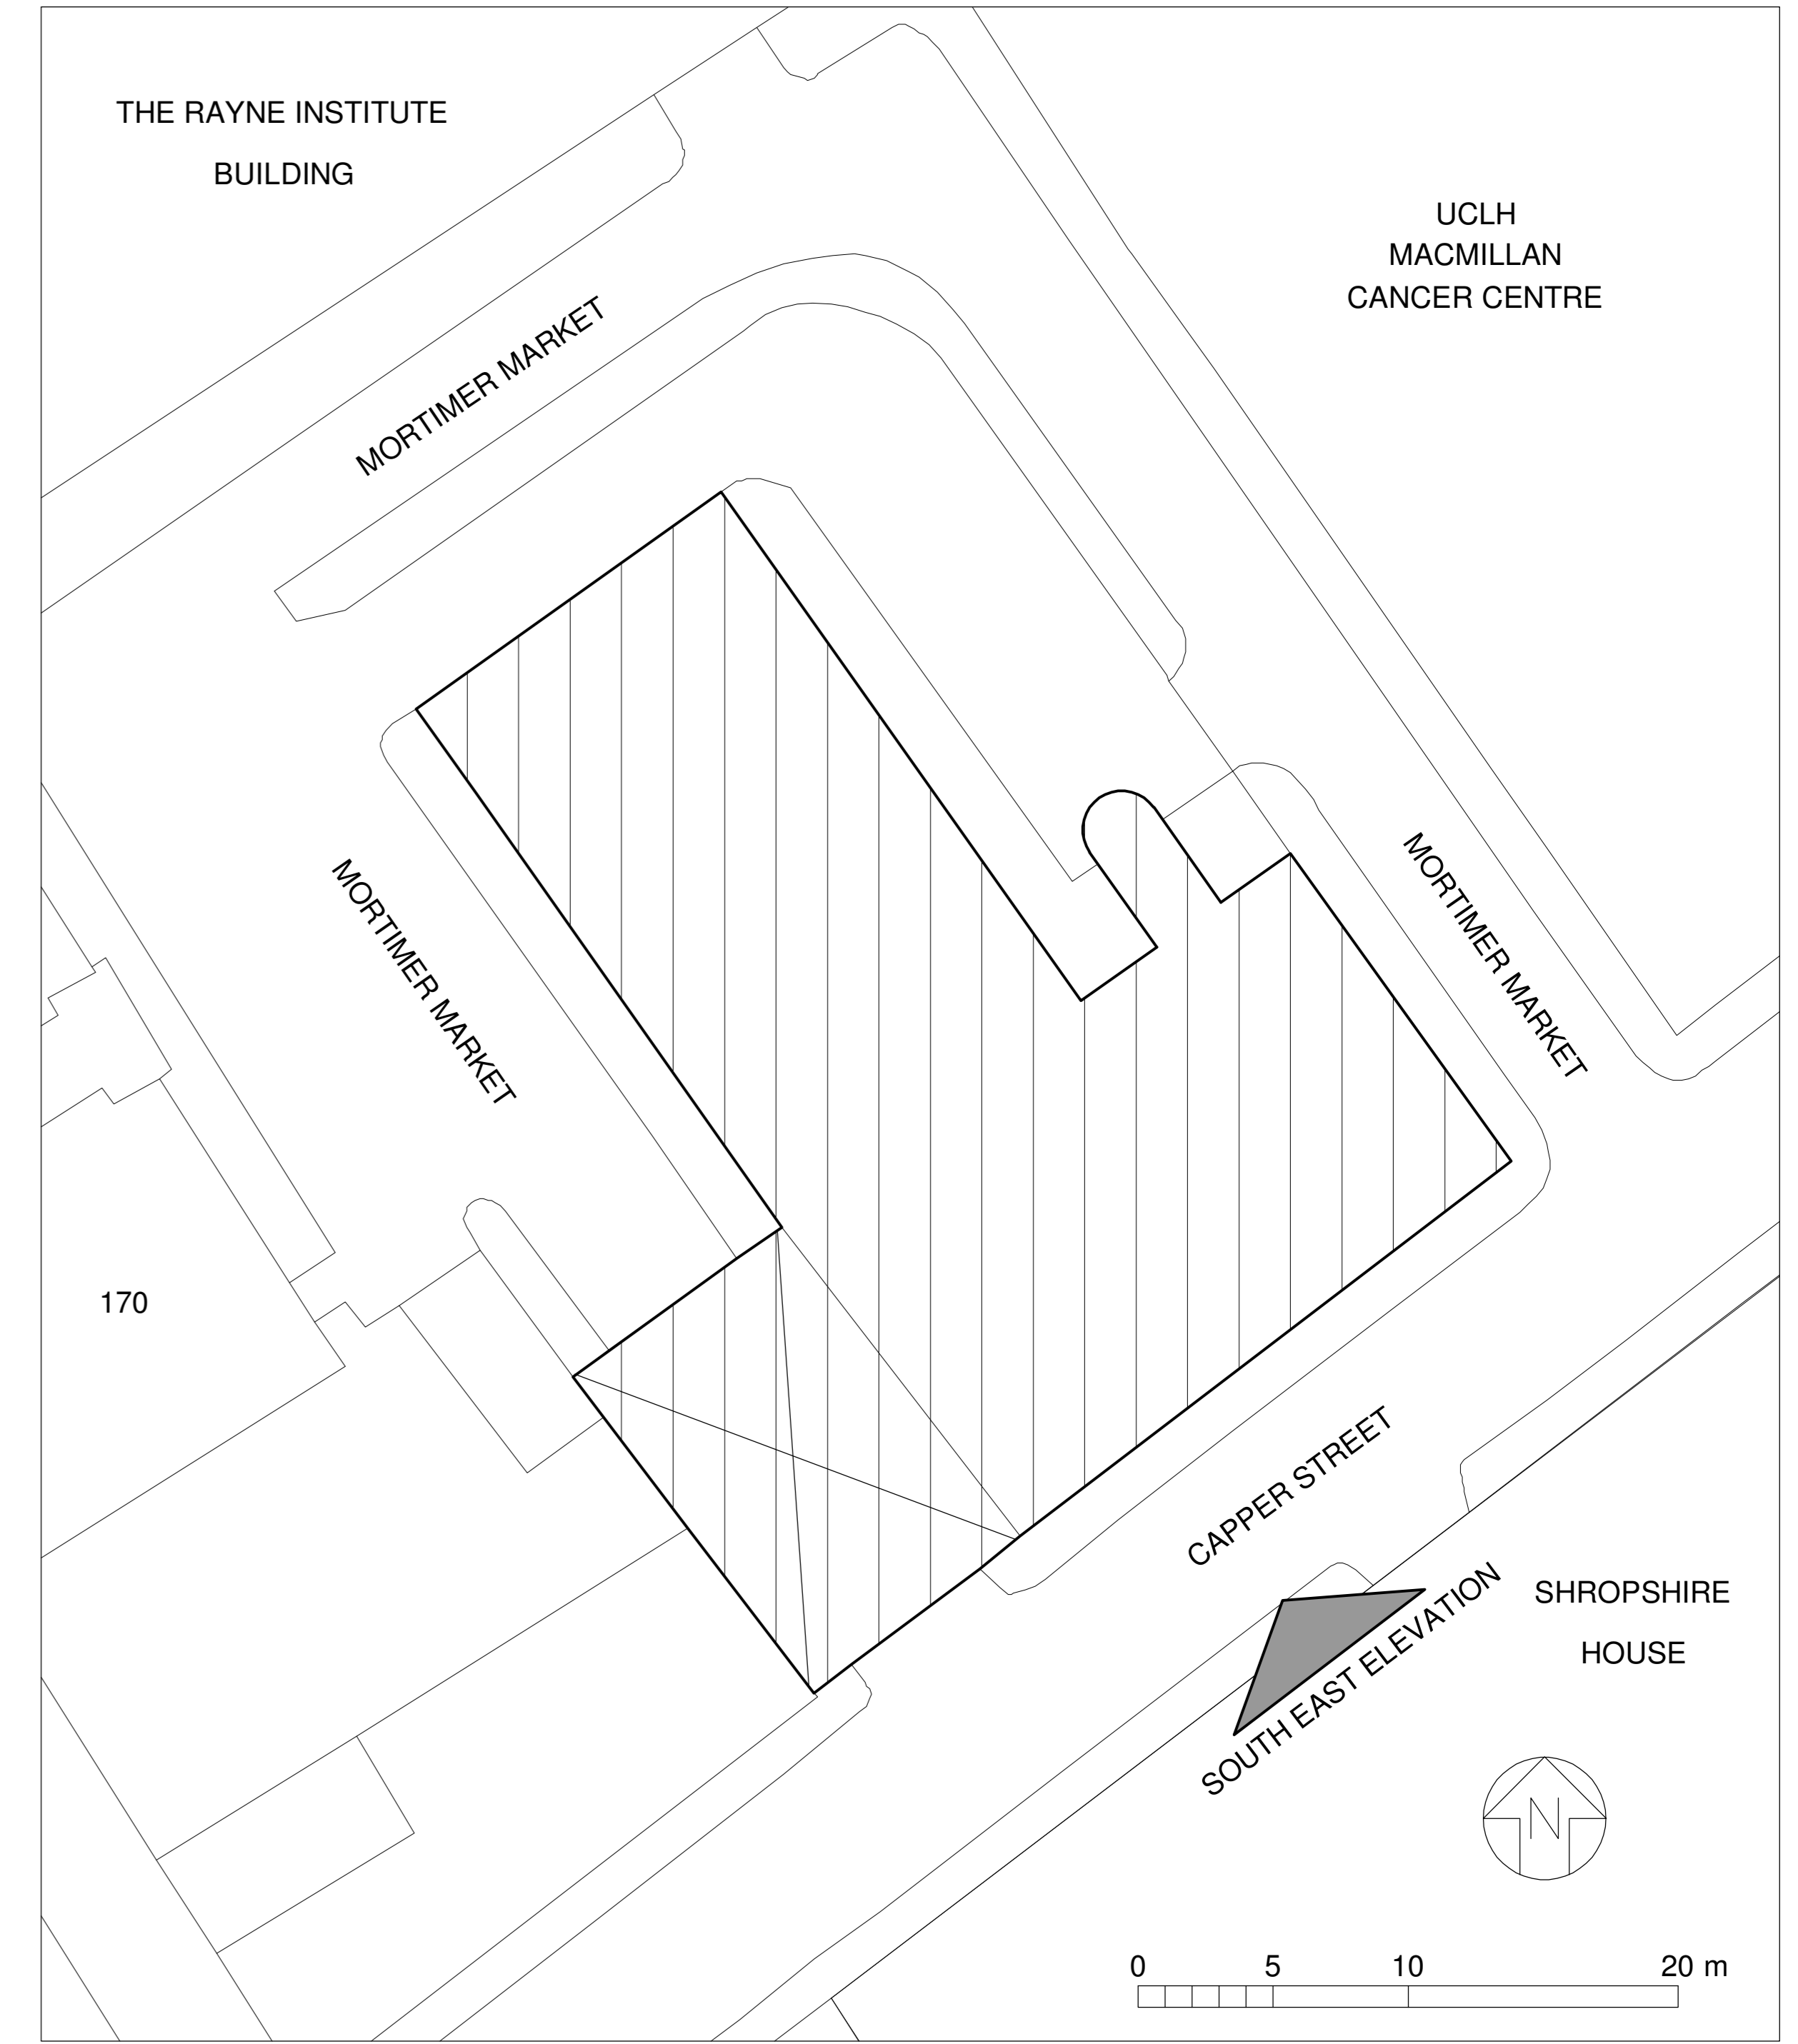 THE RAYNE INSTITUTE
BUILDING
UCLH
MACMILLAN
CANCER CENTRE
MORTIMER MARKET
MORTIMER MARKET
MORTIMER MARKET
170
CAPPER STREET
SOUTH EAST ELEVATION
SHROPSHIRE
HOUSE
N
0 5 10 20 m